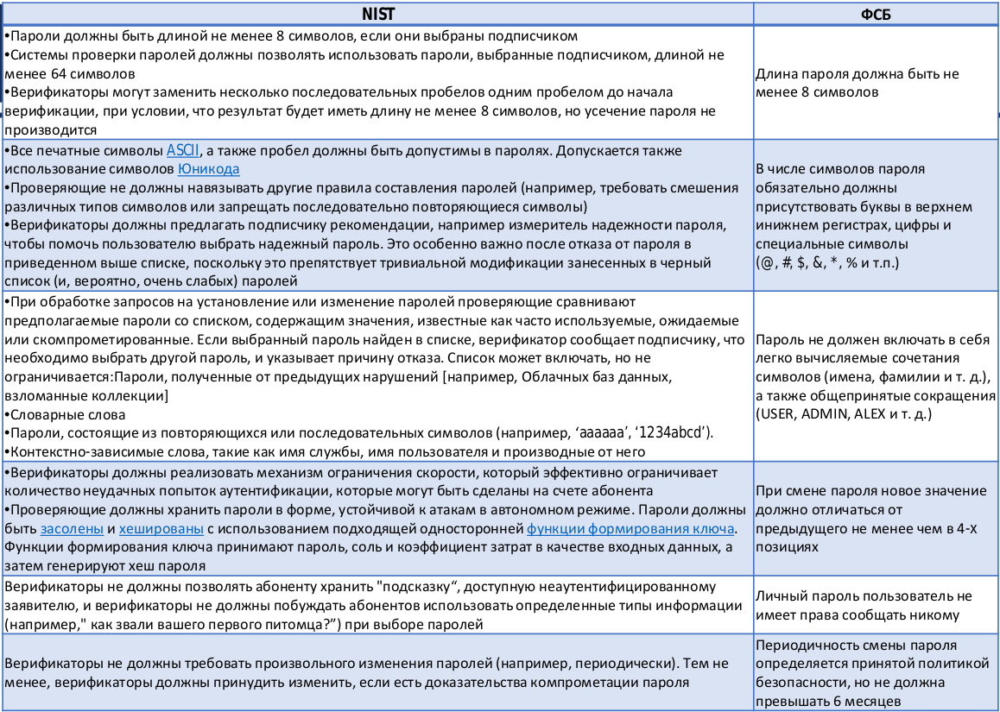 NIST
ФСБ
•Пароли должны быть длиной не менее 8 символов, если они выбраны подписчиком
•Системы проверки паролей должны позволять использовать пароли, выбранные подписчиком, длиной не
менее 64 символов
•Верификаторы могут заменить несколько последовательных пробелов одним пробелом до начала
верификации, при условии, что результат будет иметь длину не менее 8 символов, но усечение пароля не
производится
Длина пароля должна быть не
менее 8 символов
•Все печатные символы ASCII, а также пробел должны быть допустимы в паролях. Допускается также
использование символов Юникода
•Проверяющие не должны навязывать другие правила составления паролей (например, требовать смешения
различных типов символов или запрещать последовательно повторяющиеся символы)
•Верификаторы должны предлагать подписчику рекомендации, например измеритель надежности пароля,
чтобы помочь пользователю выбрать надежный пароль. Это особенно важно после отказа от пароля в
приведенном выше списке, поскольку это препятствует тривиальной модификации занесенных в черный
список (и, вероятно, очень слабых) паролей
В числе символов пароля
обязательно должны
присутствовать буквы в верхнем
инижнем регистрах, цифры и
специальные символы
(@, #, $, &, *, % и т.п.)
•При обработке запросов на установление или изменение паролей проверяющие сравнивают
предполагаемые пароли со списком, содержащим значения, известные как часто используемые, ожидаемые
или скомпрометированные. Если выбранный пароль найден в списке, верификатор сообщает подписчику, что
необходимо выбрать другой пароль, и указывает причину отказа. Список может включать, но не
ограничивается:Пароли, полученные от предыдущих нарушений [например, Облачных баз данных,
взломанные коллекции]
•Словарные слова
•Пароли, состоящие из повторяющихся или последовательных символов (например, ‘aaaaaa’, ‘1234abcd’).
•Контекстно-зависимые слова, такие как имя службы, имя пользователя и производные от него
Пароль не должен включать в себя
легко вычисляемые сочетания
символов (имена, фамилии и т. д.),
а также общепринятые сокращения
(USER, ADMIN, ALEX и т. д.)
•Верификаторы должны реализовать механизм ограничения скорости, который эффективно ограничивает
количество неудачных попыток аутентификации, которые могут быть сделаны на счете абонента
•Проверяющие должны хранить пароли в форме, устойчивой к атакам в автономном режиме. Пароли должны
быть засолены и хешированы с использованием подходящей односторонней функции формирования ключа.
Функции формирования ключа принимают пароль, соль и коэффициент затрат в качестве входных данных, а
затем генерируют хеш пароля
При смене пароля новое значение
должно отличаться от
предыдущего не менее чем в 4-х
позициях
Верификаторы не должны позволять абоненту хранить "подсказку“, доступную неаутентифицированному
заявителю, и верификаторы не должны побуждать абонентов использовать определенные типы информации
(например," как звали вашего первого питомца?”) при выборе паролей
Личный пароль пользователь не
имеет права сообщать никому
Верификаторы не должны требовать произвольного изменения паролей (например, периодически). Тем не
менее, верификаторы должны принудить изменить, если есть доказательства компрометации пароля
Периодичность смены пароля
определяется принятой политикой
безопасности, но не должна
превышать 6 месяцев